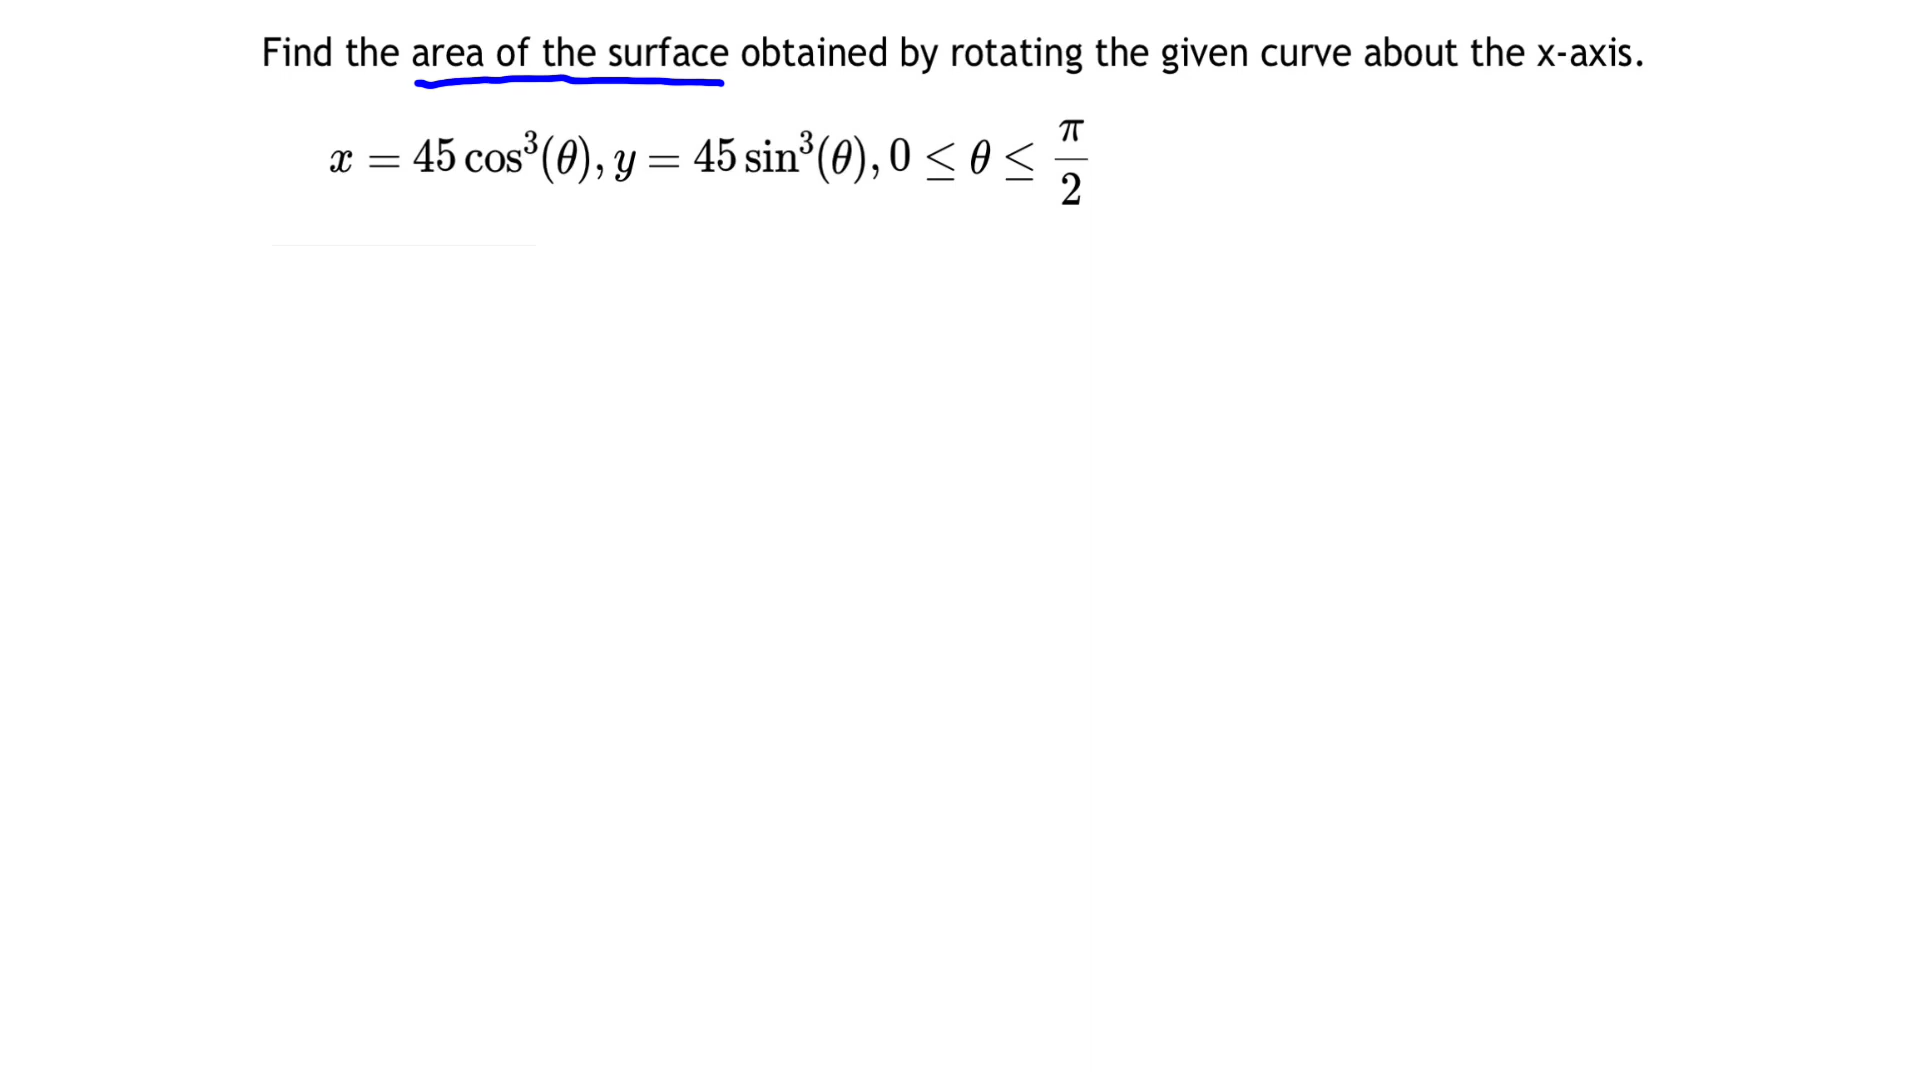 Find the area of the surface obtained by rotating the given curve about the x-axis.
x = 45 cos³(θ), y = 45 sin³(θ), 0 ≤ θ ≤ π/2